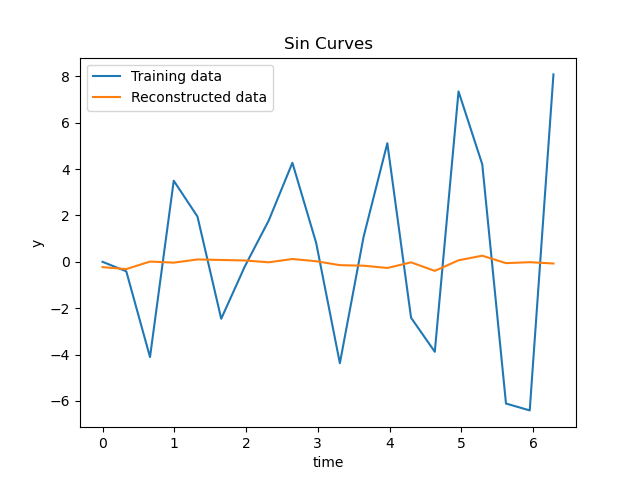 Sin Curves
Training data
Reconstructed data
8
6
4
2
0
−2
−4
−6
y
0 1 2 3 4 5 6
time